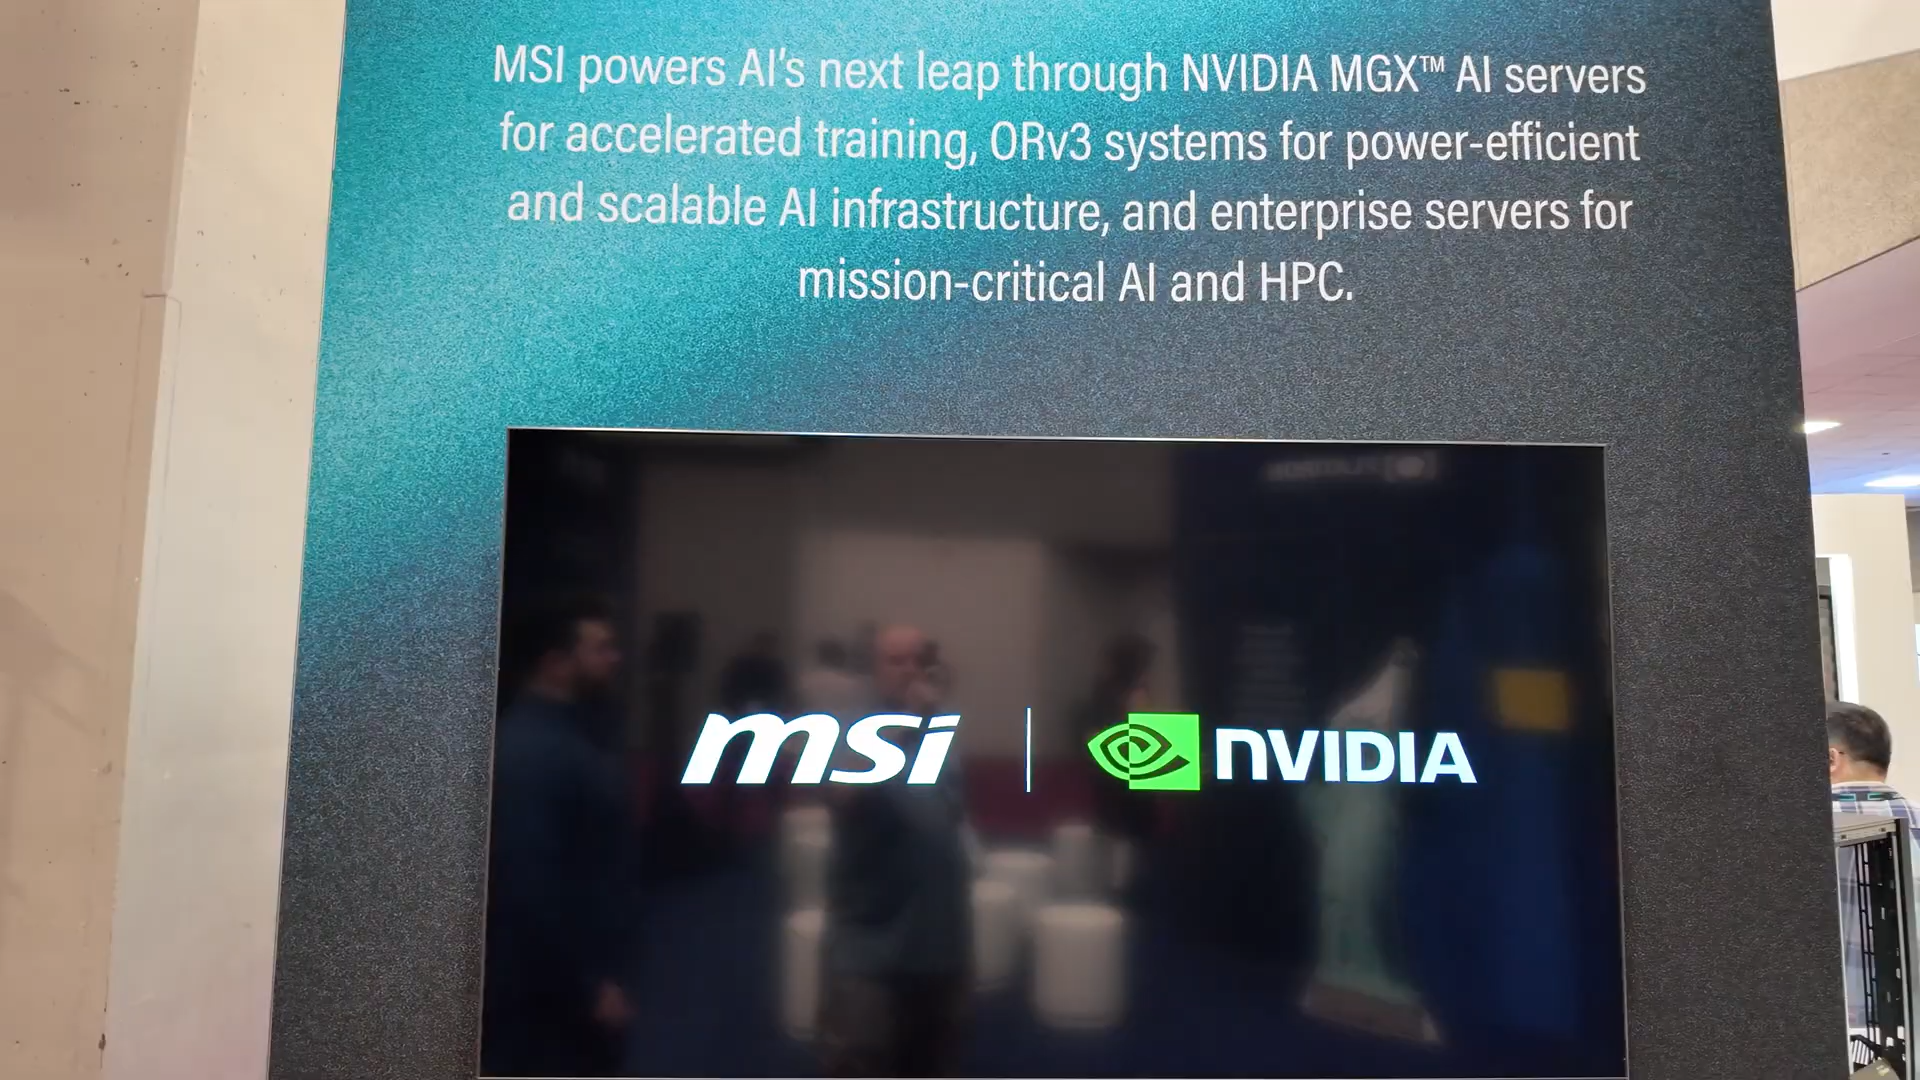 MSI powers AI's next leap through NVIDIA MGX™ AI servers
for accelerated training, ORv3 systems for power-efficient
and scalable AI infrastructure, and enterprise servers for
mission-critical AI and HPC.
msi | NVIDIA